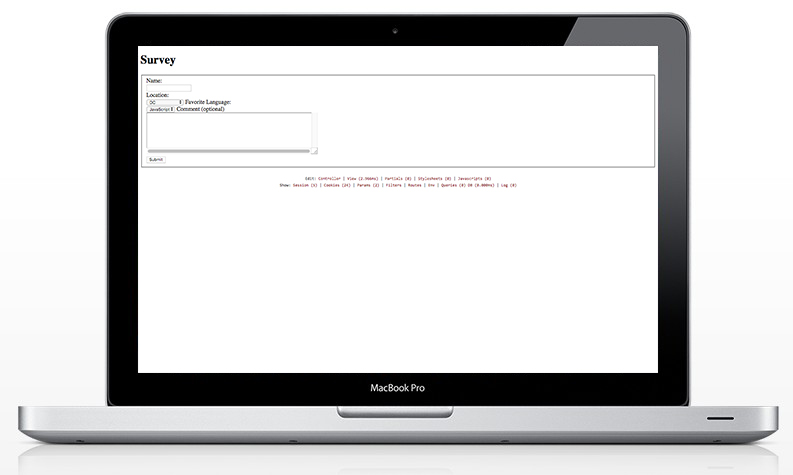 Survey
Name:
Location:
DC Favorite Language:
JavaScript Comment (optional)
Submit
Edit: Controller | View (2.966ms) | Partials (0) | Stylesheets (0) | Javascripts (0)
Show: Session (4) | Cookies (24) | Params (2) | Filters | Routes | Env | Queries (0) DB (0.000ms) | Log (0)
MacBook Pro